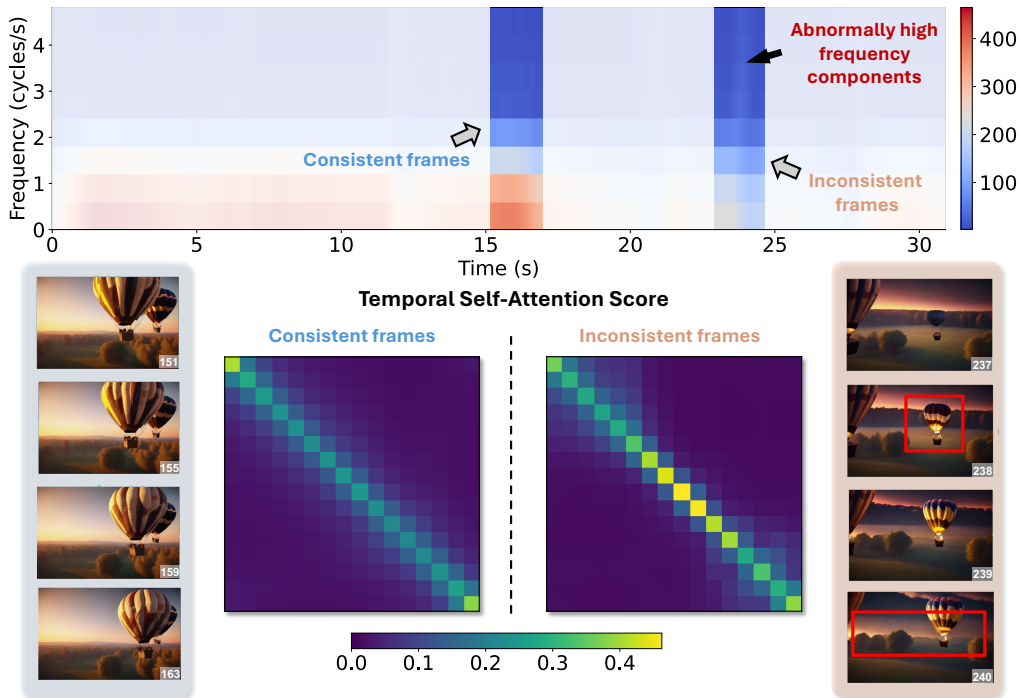 Frequency (cycles/s)
4
3
2
1
0
Abnormally high
frequency
components
Consistent frames
Inconsistent
frames
400
300
200
100
0
5
10
15
20
25
30
Time (s)
Temporal Self-Attention Score
Consistent frames
Inconsistent frames
151
155
159
163
237
238
239
240
0.0
0.1
0.2
0.3
0.4